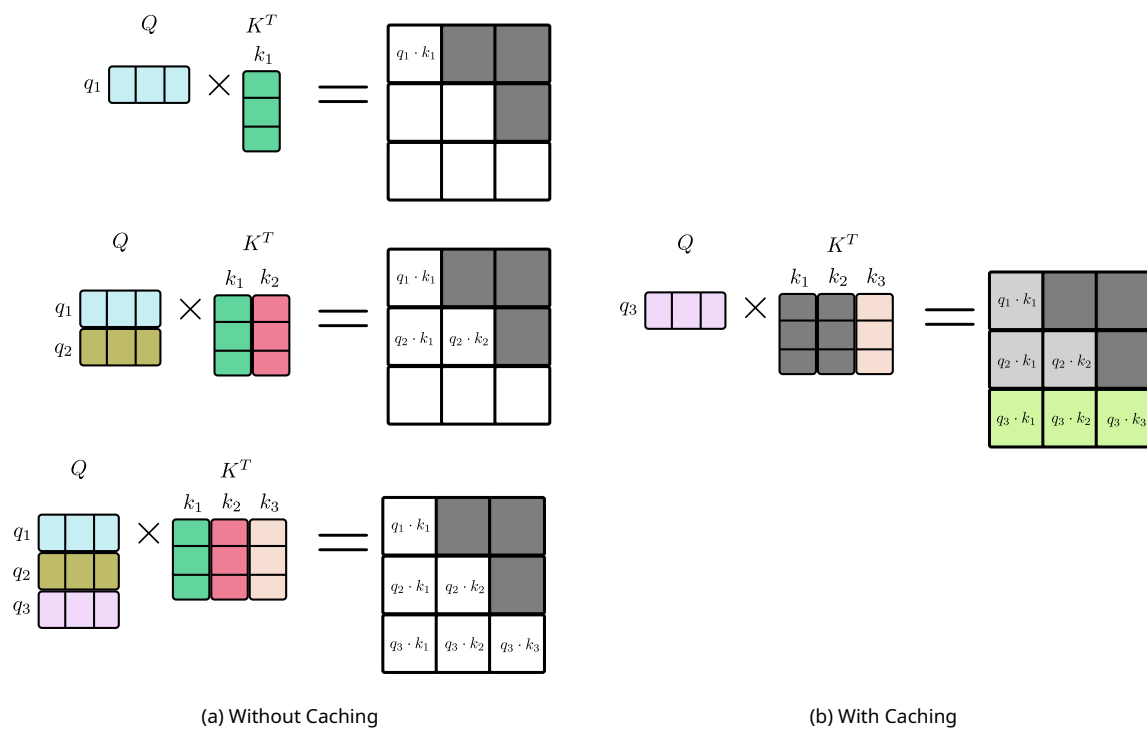 Q K^T
k_1
q_1 × =
q_1 · k_1
Q K^T
k_1 k_2
q_1 × =
q_2
q_1 · k_1
q_2 · k_1 q_2 · k_2
Q K^T
k_1 k_2 k_3
q_1 × =
q_2
q_3
q_1 · k_1
q_2 · k_1 q_2 · k_2
q_3 · k_1 q_3 · k_2 q_3 · k_3
(a) Without Caching
Q K^T
k_1 k_2 k_3
q_3 × =
q_1 · k_1
q_2 · k_1 q_2 · k_2
q_3 · k_1 q_3 · k_2 q_3 · k_3
(b) With Caching